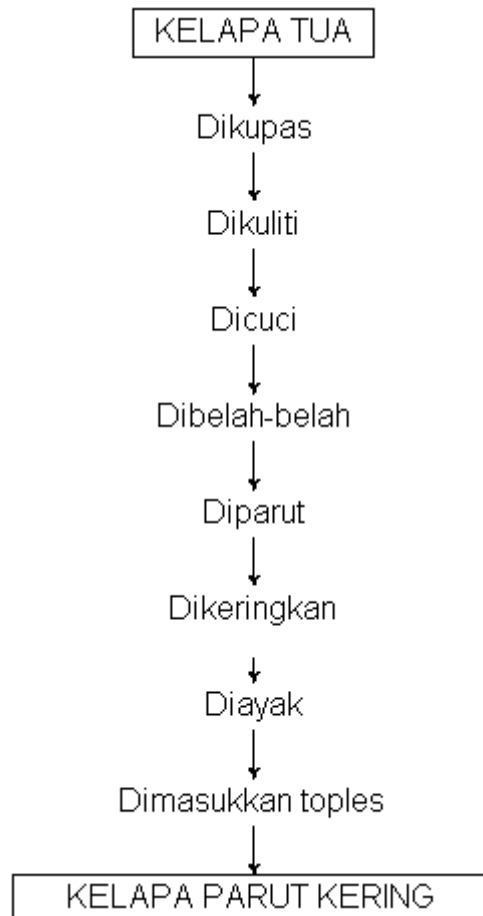 KELAPA TUA
Dikupas
Dikuliti
Dicuci
Dibelah-belah
Diparut
Dikeringkan
Diayak
Dimasukkan toples
KELAPA PARUT KERING